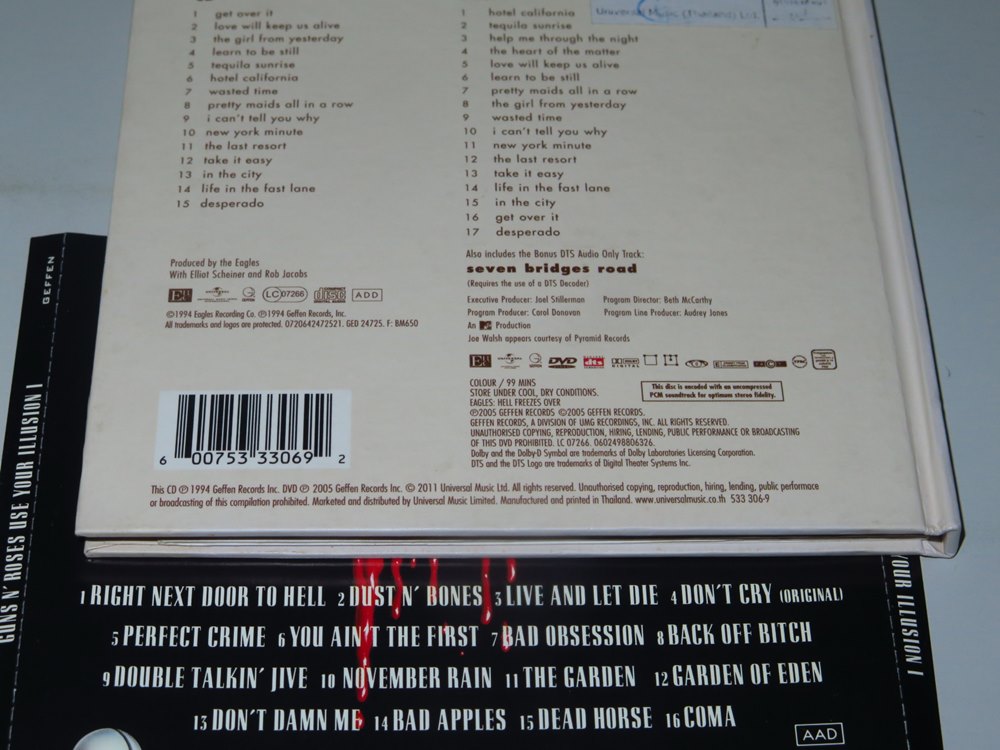 1 get over it
2 love will keep us alive
3 the girl from yesterday
4 learn to be still
5 tequila sunrise
6 hotel california
7 wasted time
8 pretty maids all in a row
9 i can't tell you why
10 new york minute
11 the last resort
12 take it easy
13 in the city
14 life in the fast lane
15 desperado
Produced by the Eagles
With Elliot Scheiner and Rob Jacobs
GEFFEN
LC 07266
COMPACT
disc
ADD
©1994 Eagles Recording Co. ℗1994 Geffen Records, Inc.
All trademarks and logos are protected. 0720642472521. GED 24725. F: BM650
1 hotel california
2 tequila sunrise
3 help me through the night
4 the heart of the matter
5 love will keep us alive
6 learn to be still
7 pretty maids all in a row
8 the girl from yesterday
9 wasted time
10 i can't tell you why
11 new york minute
12 the last resort
13 take it easy
14 life in the fast lane
15 in the city
16 get over it
17 desperado
Universal Music (Thailand) Ltd.
Also includes the Bonus DTS Audio Only Track:
seven bridges road
(Requires the use of a DTS Decoder)
Executive Producer: Joel Stillerman Program Director: Beth McCarthy
Program Producer: Carol Donovan Program Line Producer: Audrey Jones
An MTV Production
Joe Walsh appears courtesy of Pyramid Records
DVD
dts
DOLBY
DIGITAL
COLOUR / 99 MINS
STORE UNDER COOL, DRY CONDITIONS.
EAGLES: HELL FREEZES OVER
℗2005 GEFFEN RECORDS ©2005 GEFFEN RECORDS.
GEFFEN RECORDS, A DIVISION OF UMG RECORDINGS, INC. ALL RIGHTS RESERVED.
UNAUTHORISED COPYING, REPRODUCTION, HIRING, LENDING, PUBLIC PERFORMANCE OR BROADCASTING
OF THIS DVD PROHIBITED. LC 07266. 0602498806326.
Dolby and the Dolby-D Symbol are trademarks of Dolby Laboratories Licensing Corporation.
DTS and the DTS Logo are trademarks of Digital Theater Systems Inc.
This disc is encoded with an uncompressed
PCM soundtrack for optimum stereo fidelity.
6 00753 33069 2
This CD ℗ 1994 Geffen Records Inc. DVD ℗ 2005 Geffen Records Inc. © 2011 Universal Music Ltd. All rights reserved. Unauthorised copying, reproduction, hiring, lending, public performace
or broadcasting of this compilation prohibited. Marketed and distributed by Universal Music Limited. Manufactured and printed in Thailand. www.universalmusic.co.th 533 306-9
GEFFEN
GUNS N' ROSES USE YOUR ILLUSION I
YOUR ILLUSION I
1 RIGHT NEXT DOOR TO HELL 2 DUST N' BONES 3 LIVE AND LET DIE 4 DON'T CRY (ORIGINAL)
5 PERFECT CRIME 6 YOU AIN'T THE FIRST 7 BAD OBSESSION 8 BACK OFF BITCH
9 DOUBLE TALKIN' JIVE 10 NOVEMBER RAIN 11 THE GARDEN 12 GARDEN OF EDEN
13 DON'T DAMN ME 14 BAD APPLES 15 DEAD HORSE 16 COMA
AAD